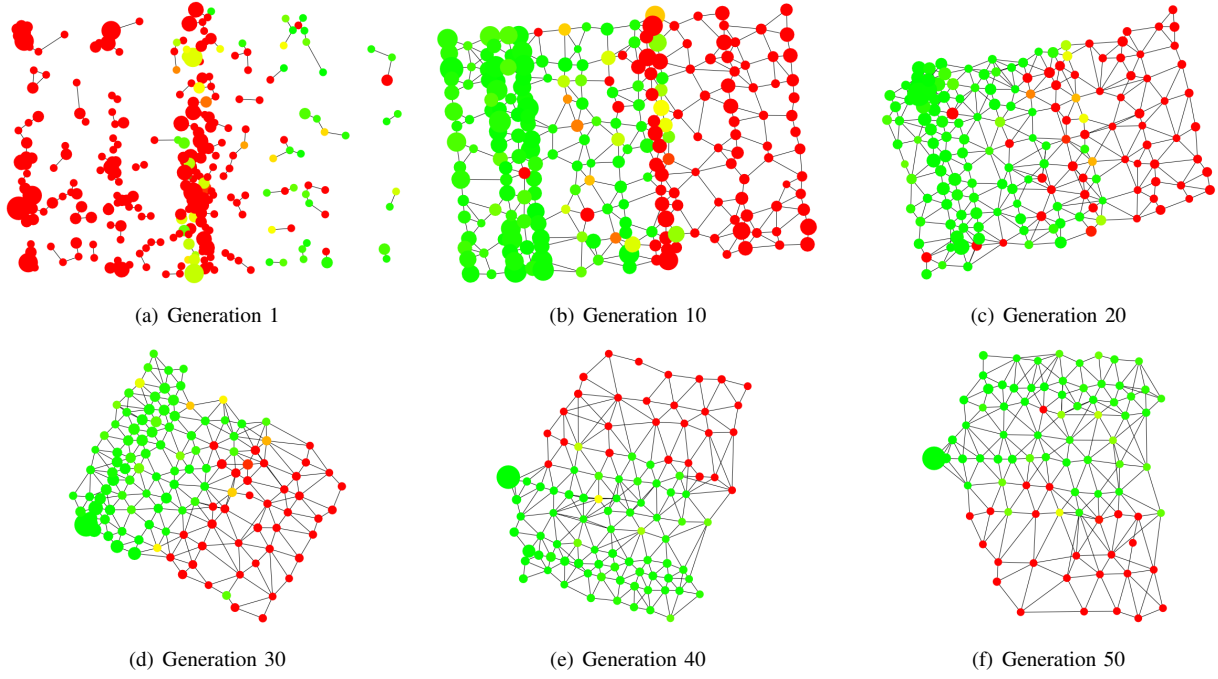 (a) Generation 1
(b) Generation 10
(c) Generation 20
(d) Generation 30
(e) Generation 40
(f) Generation 50